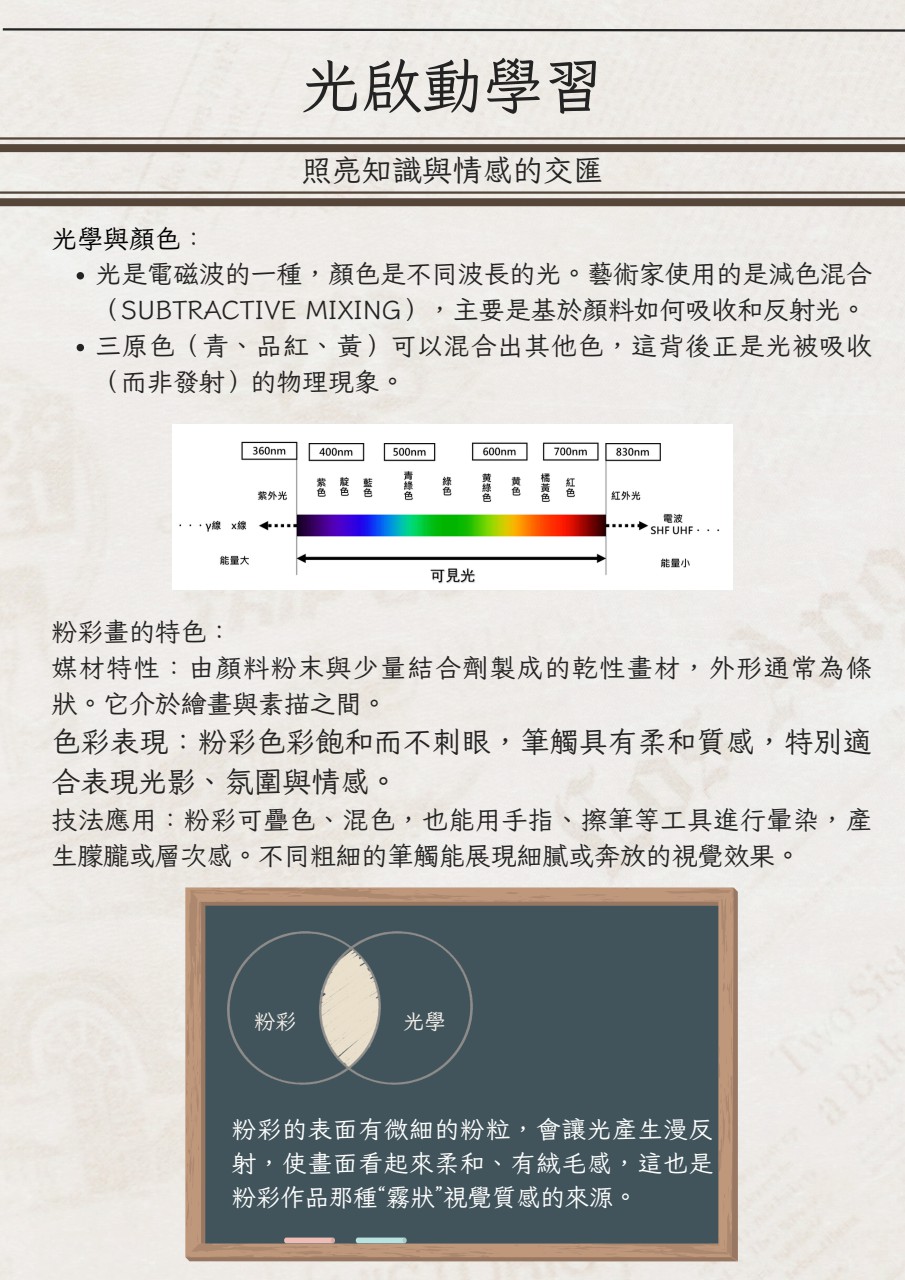 光啟動學習
照亮知識與情感的交匯
光學與顏色：
• 光是電磁波的一種，顏色是不同波長的光。藝術家使用的是減色混合
（SUBTRACTIVE MIXING），主要是基於顏料如何吸收和反射光。
• 三原色（青、品紅、黃）可以混合出其他色，這背後正是光被吸收
（而非發射）的物理現象。
360nm 400nm 500nm 600nm 700nm 830nm
紫外光 紫色 靛色 藍色 青綠色 綠色 黄綠色 黄色 橘黃色 紅色 紅外光
・・・γ線 x線 電波
SHF UHF・・・
能量大 可見光 能量小
粉彩畫的特色：
媒材特性：由顏料粉末與少量結合劑製成的乾性畫材，外形通常為條
狀。它介於繪畫與素描之間。
色彩表現：粉彩色彩飽和而不刺眼，筆觸具有柔和質感，特別適
合表現光影、氛圍與情感。
技法應用：粉彩可疊色、混色，也能用手指、擦筆等工具進行暈染，產
生朦朧或層次感。不同粗細的筆觸能展現細膩或奔放的視覺效果。
粉彩 光學
粉彩的表面有微細的粉粒，會讓光產生漫反
射，使畫面看起來柔和、有絨毛感，這也是
粉彩作品那種“霧狀”視覺質感的來源。
Two Sist
a Bak